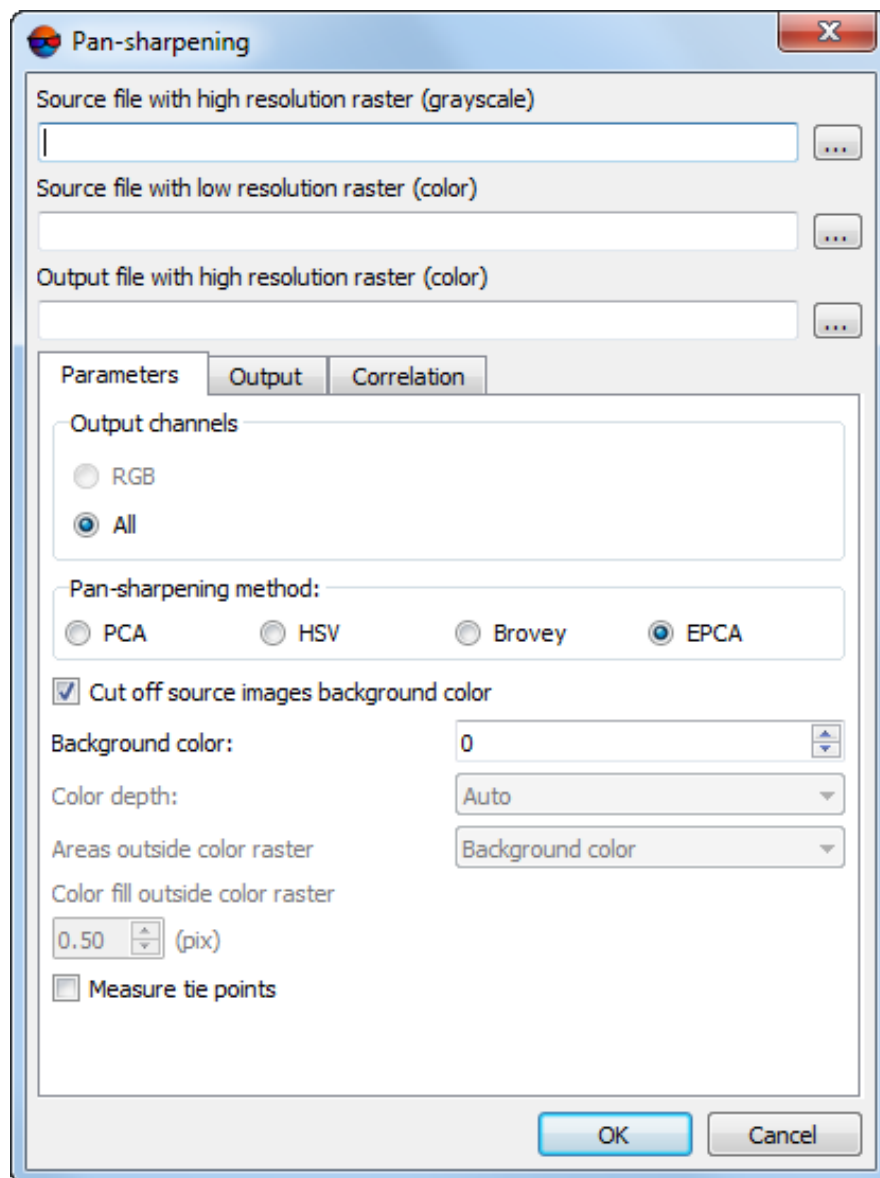 Pan-sharpening
Source file with high resolution raster (grayscale)
...
Source file with low resolution raster (color)
...
Output file with high resolution raster (color)
...
Parameters Output Correlation
Output channels
RGB
All
Pan-sharpening method:
PCA HSV Brovey EPCA
Cut off source images background color
Background color: 0
Color depth: Auto
Areas outside color raster Background color
Color fill outside color raster
0.50 (pix)
Measure tie points
OK Cancel